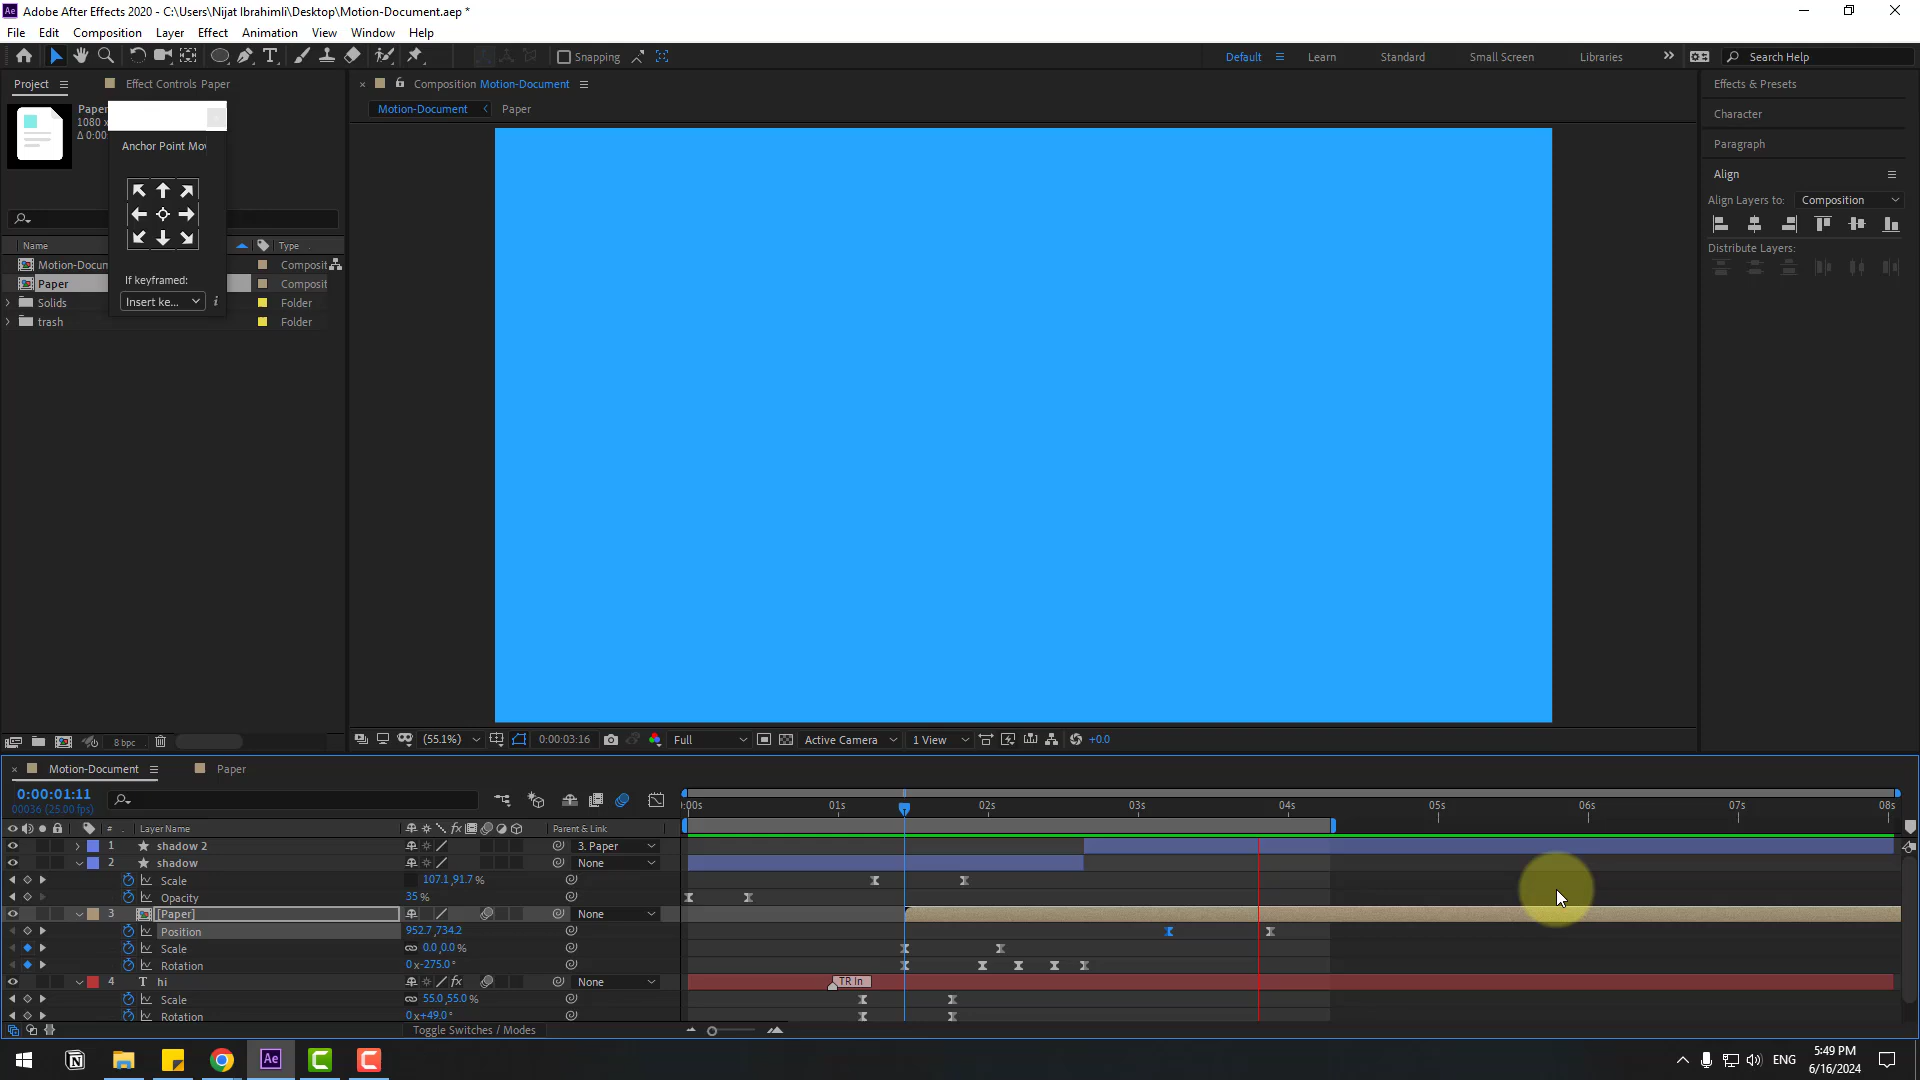 Adobe After Effects 2020 - C:\Users\Nijat Ibrahimli\Desktop\Motion-Document.aep *
File Edit Composition Layer Effect Animation View Window Help
Snapping
Default Learn Standard Small Screen Libraries Search Help
Project Effect Controls Paper
Composition Motion-Document
Motion-Document Paper
Paper
1080 x
Δ 0:00
Anchor Point Mov
If keyframed:
Insert ke...
Name Type
Motion-Docum Composit
Paper Composit
Solids Folder
trash Folder
8 bpc
Effects & Presets
Character
Paragraph
Align
Align Layers to: Composition
Distribute Layers:
(55.1%) 0:00:03:16 Full Active Camera 1 View +0.0
Motion-Document Paper
0:00:01:11
00036 (25.00 fps)
:00s 01s 02s 03s 04s 05s 06s 07s 08s
# Layer Name Parent & Link
1 shadow 2 3. Paper
2 shadow None
Scale 107.1,91.7 %
Opacity 35 %
3 [Paper] None
Position 952.7,734.2
Scale 0.0,0.0 %
Rotation 0 x-275.0 °
4 T hi None
TR In
Scale 55.0,55.0 %
Rotation 0 x+49.0 °
Toggle Switches / Modes
ENG
5:49 PM
6/16/2024